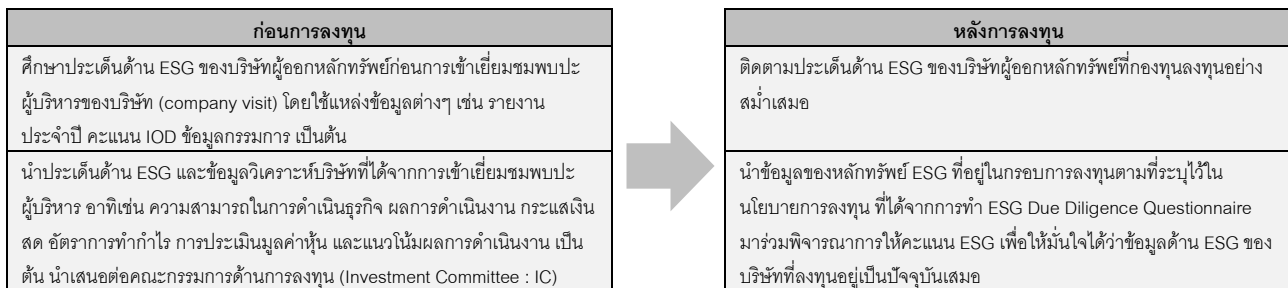 ก่อนการลงทุน
ศึกษาประเด็นด้าน ESG ของบริษัทผู้ออกหลักทรัพย์ก่อนการเข้าเยี่ยมชมพบปะ
ผู้บริหารของบริษัท (company visit) โดยใช้แหล่งข้อมูลต่างๆ เช่น รายงาน
ประจำปี คะแนน IOD ข้อมูลกรรมการ เป็นต้น
นำประเด็นด้าน ESG และข้อมูลวิเคราะห์บริษัทที่ได้จากการเข้าเยี่ยมชมพบปะ
ผู้บริหาร อาทิเช่น ความสามารถในการดำเนินธุรกิจ ผลการดำเนินงาน กระแสเงิน
สด อัตราการทำกำไร การประเมินมูลค่าหุ้น และแนวโน้มผลการดำเนินงาน เป็น
ต้น นำเสนอต่อคณะกรรมการด้านการลงทุน (Investment Committee : IC)
หลังการลงทุน
ติดตามประเด็นด้าน ESG ของบริษัทผู้ออกหลักทรัพย์ที่กองทุนลงทุนอย่าง
สม่ำเสมอ
นำข้อมูลของหลักทรัพย์ ESG ที่อยู่ในกรอบการลงทุนตามที่ระบุไว้ใน
นโยบายการลงทุน ที่ได้จากการทำ ESG Due Diligence Questionnaire
มาร่วมพิจารณาการให้คะแนน ESG เพื่อให้มั่นใจได้ว่าข้อมูลด้าน ESG ของ
บริษัทที่ลงทุนอยู่เป็นปัจจุบันเสมอ